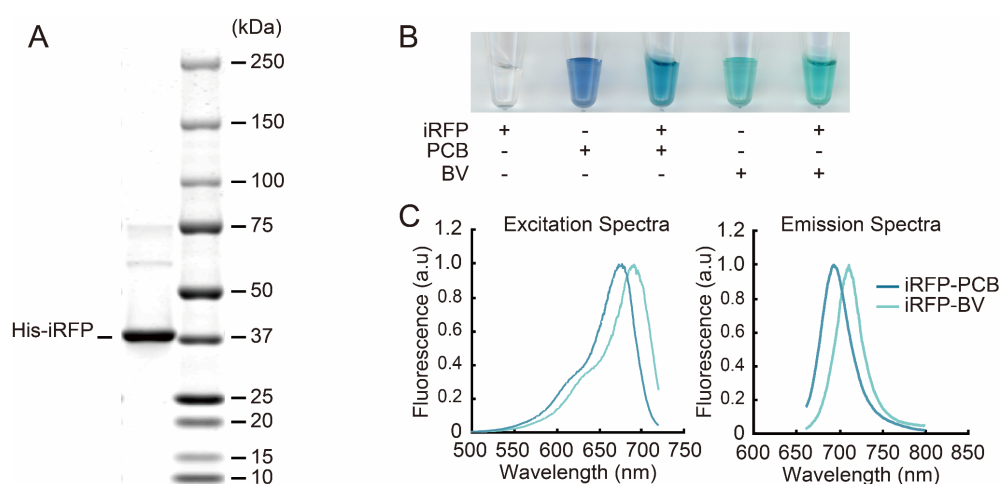 A
(kDa)
250
150
100
75
50
His-iRFP
37
25
20
15
10
B
iRFP + - + - +
PCB - + + - -
BV - - - + +
C
Excitation Spectra
Fluorescence (a.u)
1.2
1.0
0.8
0.6
0.4
0.2
0
500 550 600 650 700 750
Wavelength (nm)
Emission Spectra
Fluorescence (a.u)
1.2
1.0
0.8
0.6
0.4
0.2
0
600 650 700 750 800 850
Wavelength (nm)
iRFP-PCB
iRFP-BV